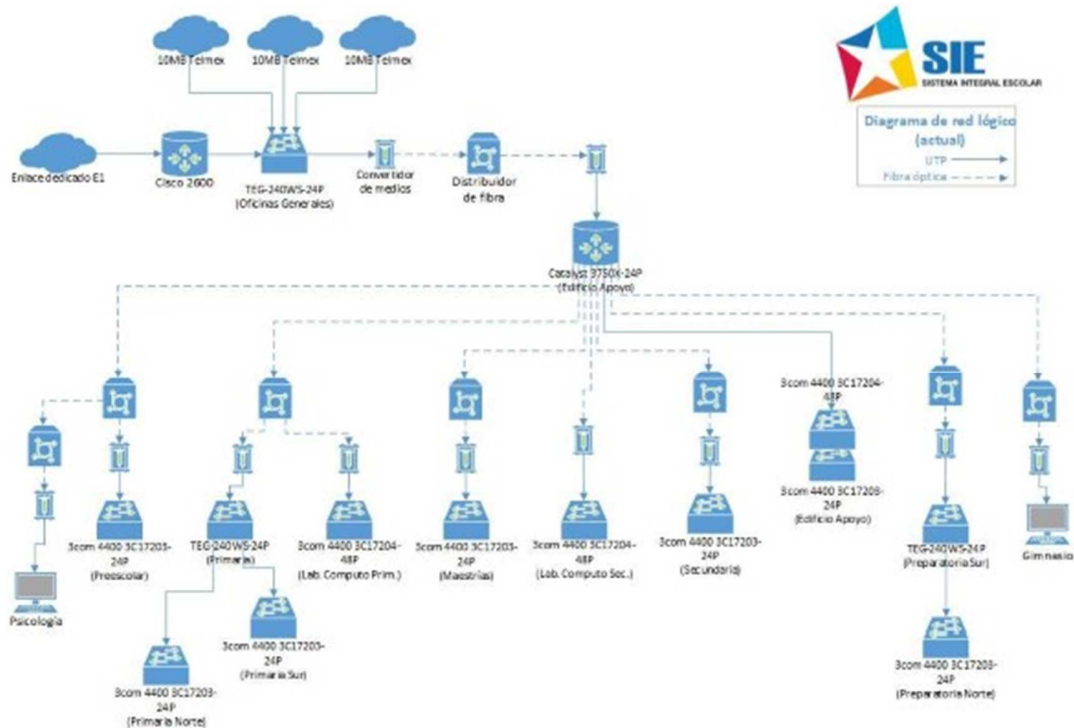 10MB Telmex
10MB Telmex
10MB Telmex
SIE
SISTEMA INTEGRAL ESCOLAR
Diagrama de red lógico
(actual)
UTP
Fibra óptica
Enlace dedicado E1
Cisco 2600
TEG-240WS-24P
(Oficinas Generales)
Convertidor
de medios
Distribuidor
de fibra
Catalyst 3750X-24P
(Edificio Apoyo)
3com 4400 3C17204-
48P
3com 4400 3C17203-
24P
(Edificio Apoyo)
3com 4400 3C17203-
24P
(Preescolar)
TEG-240WS-24P
(Primaria)
3com 4400 3C17204-
48P
(Lab. Computo Prim.)
3com 4400 3C17203-
24P
(Maestrías)
3com 4400 3C17204-
48P
(Lab. Computo Sec.)
3com 4400 3C17203-
24P
(Secundaria)
TEG-240WS-24P
(Preparatoria Sur)
Gimnasio
Psicología
3com 4400 3C17203-
24P
(Primaria Sur)
3com 4400 3C17203-
24P
(Primaria Norte)
3com 4400 3C17203-
24P
(Preparatoria Norte)